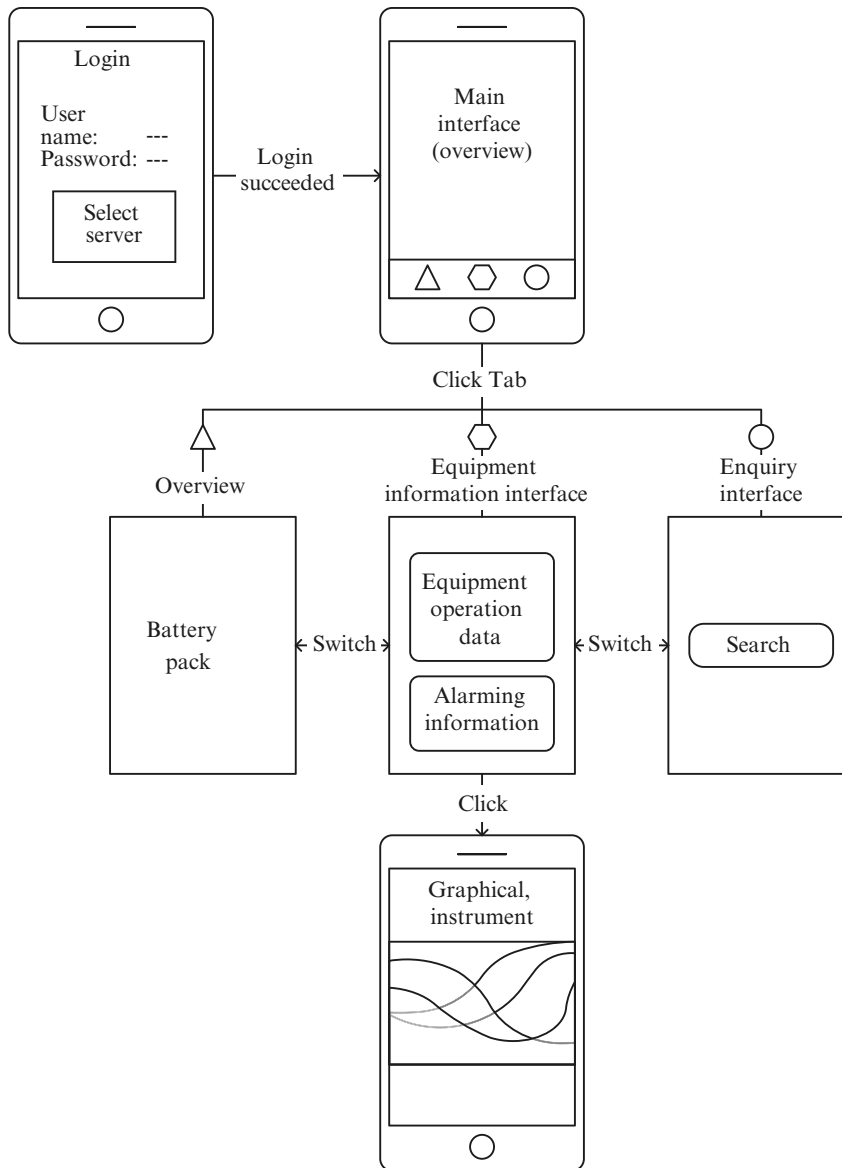 Login
User
name: ---
Password: ---
Select
server
Login
succeeded
Main
interface
(overview)
Click Tab
Overview
Equipment
information interface
Enquiry
interface
Battery
pack
Switch
Equipment
operation
data
Alarming
information
Switch
Search
Click
Graphical,
instrument